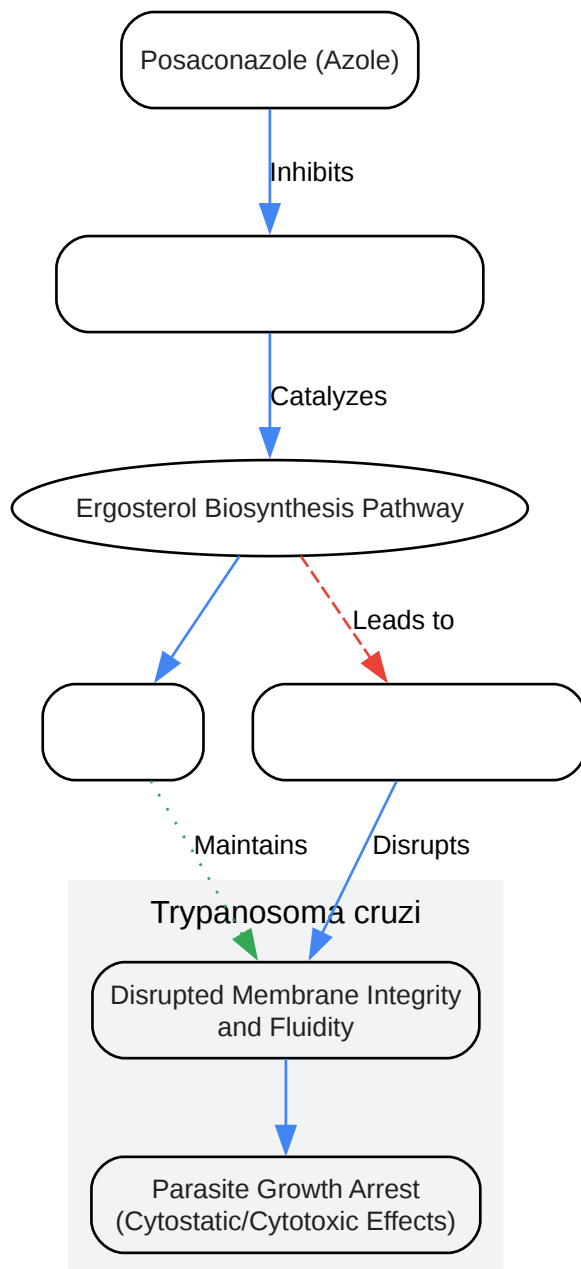 Posaconazole (Azole)
Inhibits
Catalyzes
Ergosterol Biosynthesis Pathway
Leads to
Maintains
Disrupts
Trypanosoma cruzi
Disrupted Membrane Integrity
and Fluidity
Parasite Growth Arrest
(Cytostatic/Cytotoxic Effects)